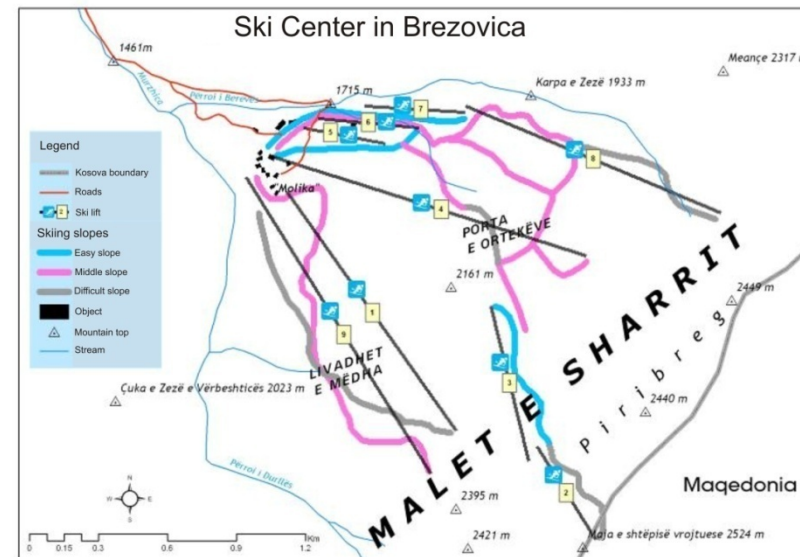 Ski Center in Brezovica
1461m
Meançe 2317
Murzhica
Përroi i Bereves
1715 m
Karpa e Zezë 1933 m
7
6
5
8
Legend
Kosova boundary
Roads
2
Ski lift
Skiing slopes
Easy slope
Middle slope
Difficult slope
Object
Mountain top
Stream
"Molika"
4
PORTA
E ORTEKËVE
2161 m
2449 m
1
9
LIVADHET
E MËDHA
3
MALET E SHARRIT
Piribreg
Çuka e Zezë e Vërbeshticës 2023 m
2440 m
Përroi i Durllës
N
W
E
S
2395 m
2
Maqedonia
2421 m
Maja e shtëpisë vrojtuese 2524 m
Km
0 0.15 0.3 0.6 0.9 1.2